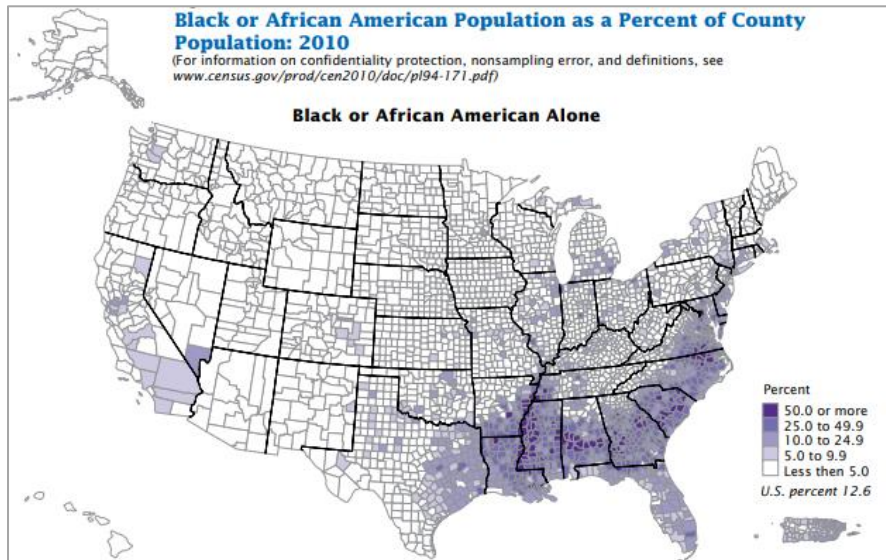 Black or African American Population as a Percent of County
Population: 2010
(For information on confidentiality protection, nonsampling error, and definitions, see
www.census.gov/prod/cen2010/doc/pl94-171.pdf)
Black or African American Alone
Percent
50.0 or more
25.0 to 49.9
10.0 to 24.9
5.0 to 9.9
Less then 5.0
U.S. percent 12.6